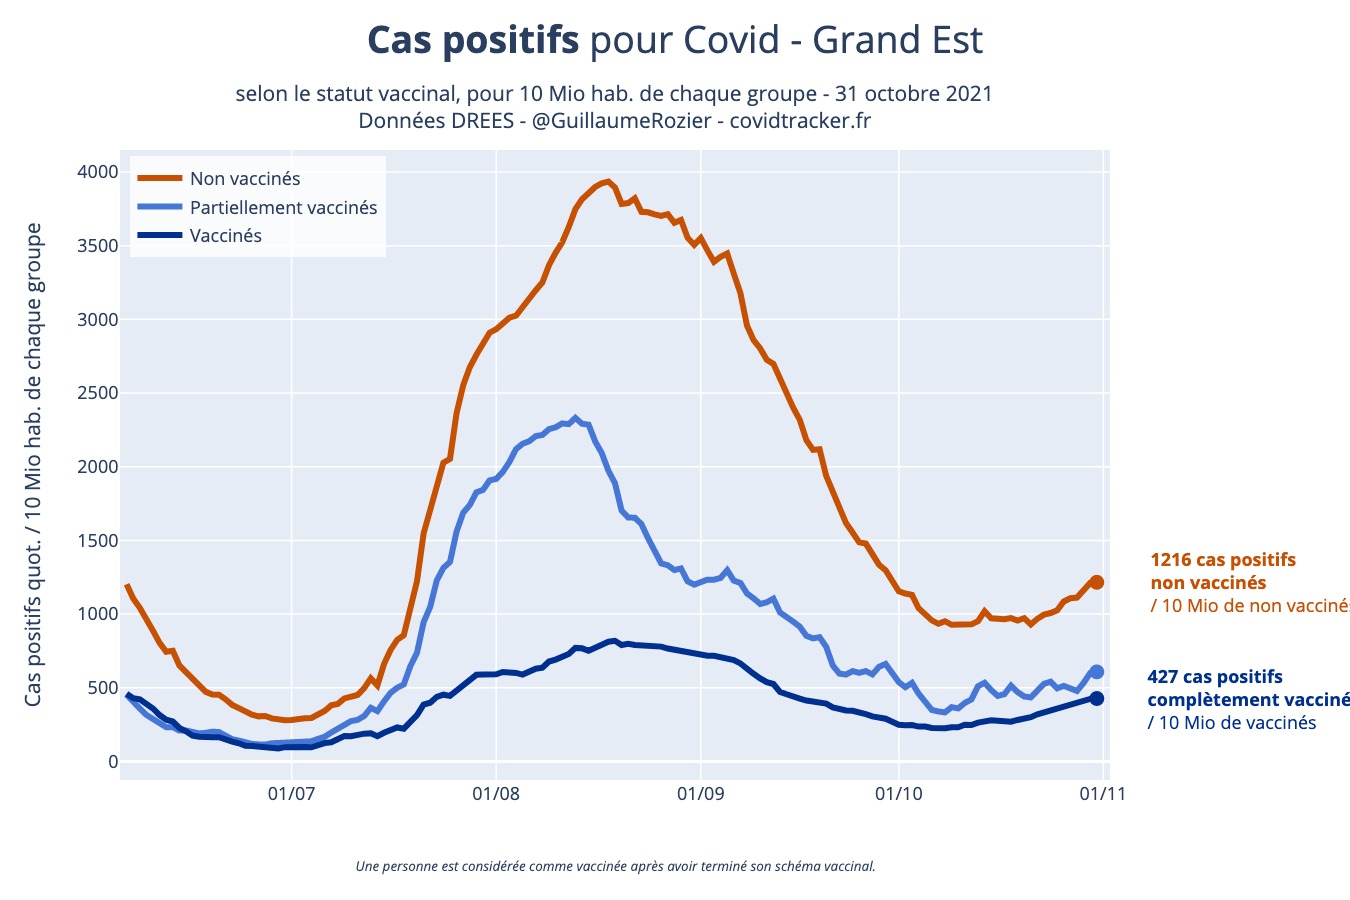 Cas positifs pour Covid - Grand Est
selon le statut vaccinal, pour 10 Mio hab. de chaque groupe - 31 octobre 2021
Données DREES - @GuillaumeRozier - covidtracker.fr
Non vaccinés
Partiellement vaccinés
Vaccinés
Cas positifs quot. / 10 Mio hab. de chaque groupe
4000
3500
3000
2500
2000
1500
1000
500
0
01/07
01/08
01/09
01/10
01/11
1216 cas positifs
non vaccinés
/ 10 Mio de non vacciné
427 cas positifs
complètement vacciné
/ 10 Mio de vaccinés
Une personne est considérée comme vaccinée après avoir terminé son schéma vaccinal.